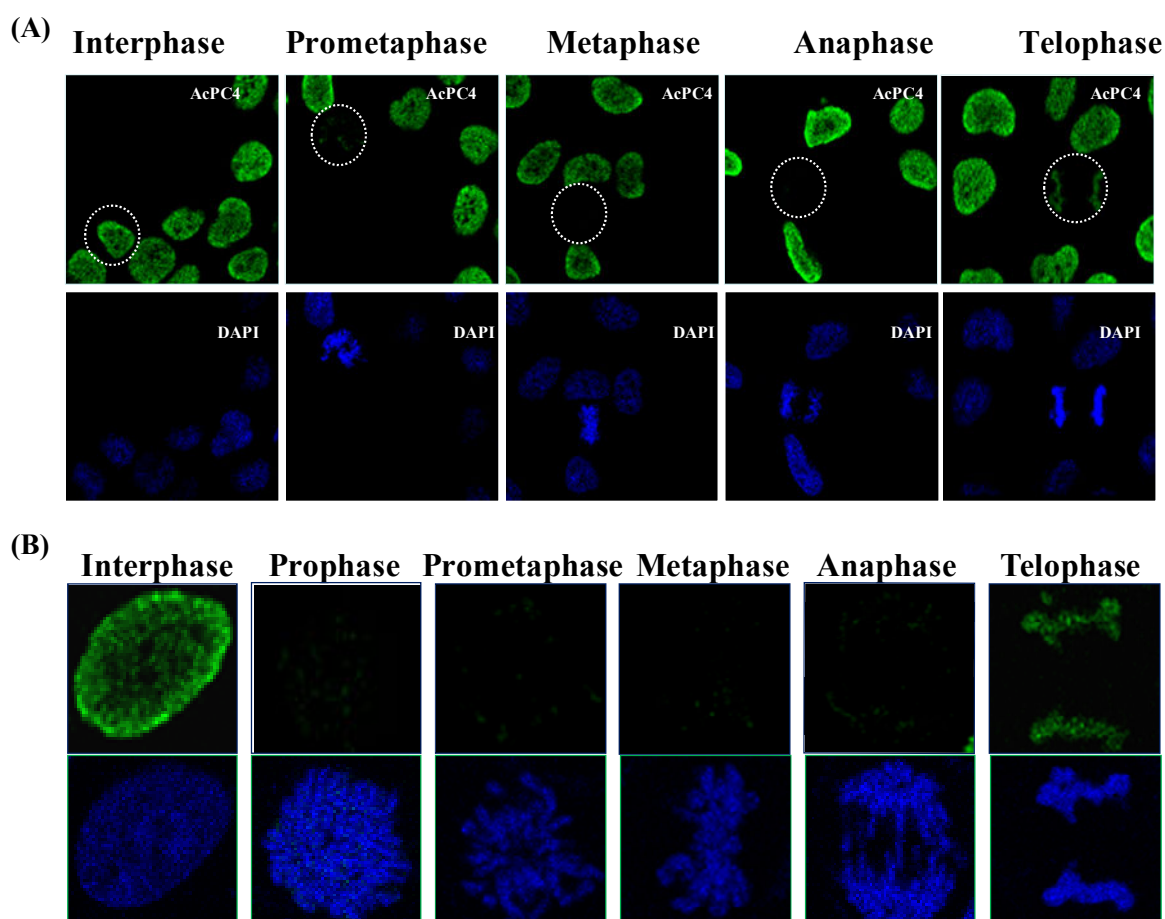 (A)
Interphase Prometaphase Metaphase Anaphase Telophase
AcPC4 AcPC4 AcPC4 AcPC4 AcPC4
DAPI DAPI DAPI DAPI DAPI
(B)
Interphase Prophase Prometaphase Metaphase Anaphase Telophase